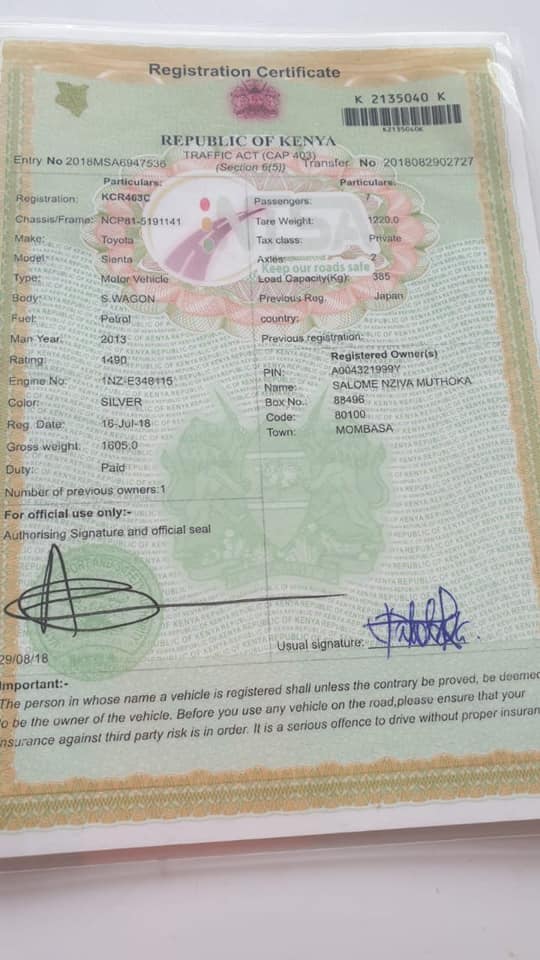 Registration Certificate
K 2135040 K
K2135040K
REPUBLIC OF KENYA
TRAFFIC ACT (CAP 403)
(Section 6(5))
Entry No 2018MSA6947536 Transfer No 2018082902727
Particulars: Particulars:
Registration: KCR463C Passengers: 7
Chassis/Frame: NCP81-5191141 Tare Weight: 1220.0
Make: Toyota Tax class: Private
Model: Sienta Axles: 2
Keep our roads safe
Type: Motor Vehicle Load Capacity(Kg): 385
Body: S.WAGON Previous Reg. Japan
Fuel: Petrol country:
Man Year: 2013 Previous registration:
Rating: 1490 Registered Owner(s)
Engine No: 1NZ-E348115 PIN: A004321999Y
Name: SALOME NZIVA MUTHOKA
Color: SILVER Box No.: 88496
Reg. Date: 16-Jul-18 Code: 80100
Gross weight: 1605.0 Town: MOMBASA
Duty: Paid
Number of previous owners:1
For official use only:-
Authorising Signature and official seal
Usual signature:
29/08/18
Important:-
The person in whose name a vehicle is registered shall unless the contrary be proved, be deemed
to be the owner of the vehicle. Before you use any vehicle on the road,please ensure that your
insurance against third party risk is in order. It is a serious offence to drive without proper insuran